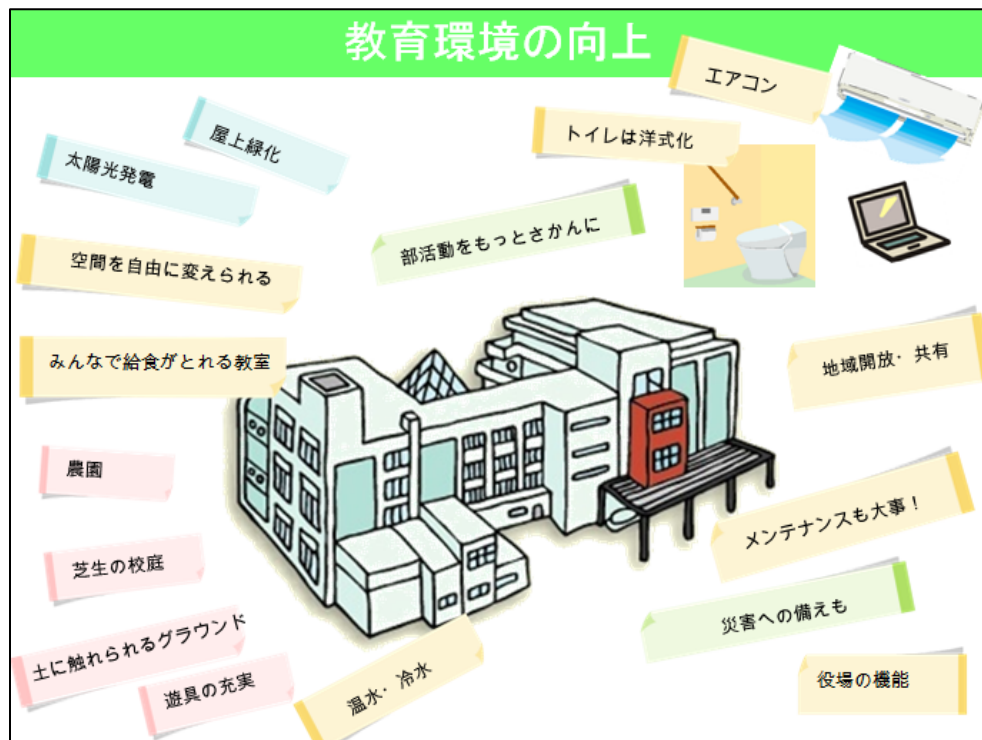 教育環境の向上
エアコン
屋上緑化
トイレは洋式化
太陽光発電
部活動をもっとさかんに
空間を自由に変えられる
みんなで給食がとれる教室
地域開放・共有
農園
メンテナンスも大事！
芝生の校庭
災害への備えも
土に触れられるグラウンド
遊具の充実
温水・冷水
役場の機能